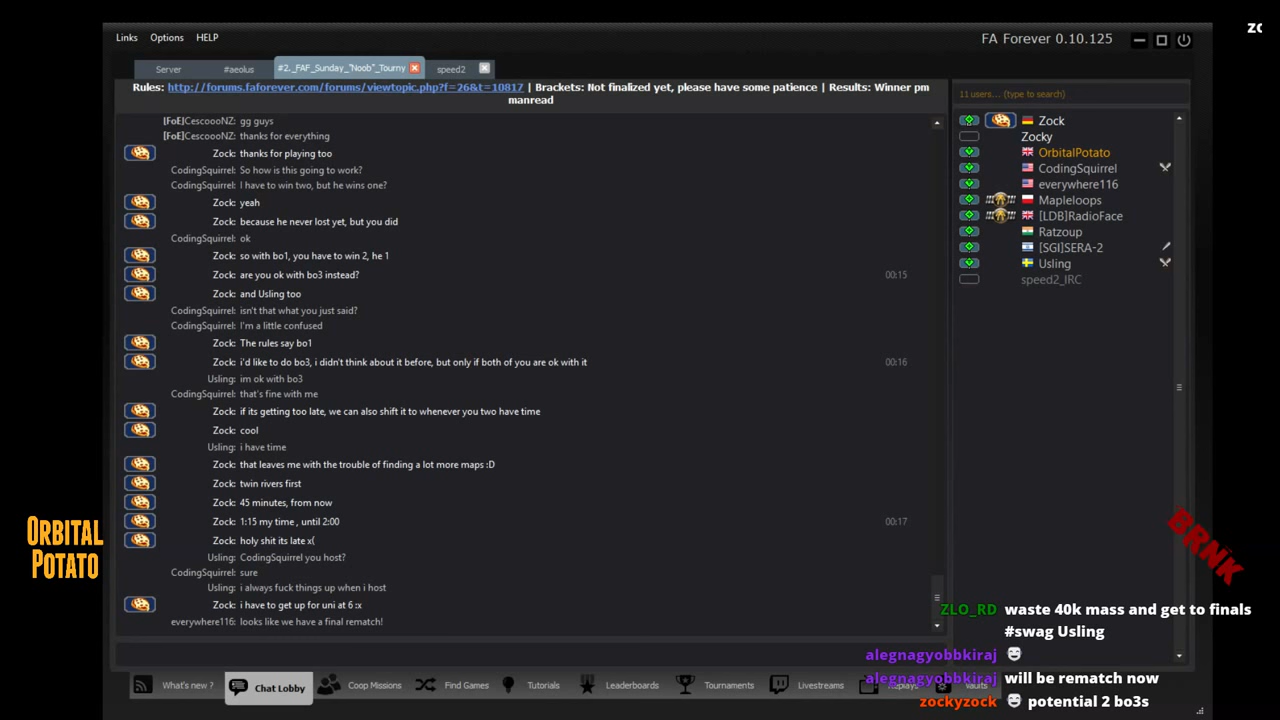 Links Options HELP
FA Forever 0.10.125
Server #aeolus #2._FAF_Sunday_"Noob"_Tourny speed2
Rules: http://forums.faforever.com/forums/viewtopic.php?f=26&t=10817 | Brackets: Not finalized yet, please have some patience | Results: Winner pm
manread
11 users... (type to search)
[FoE]CescoooNZ: gg guys
[FoE]CescoooNZ: thanks for everything
Zock: thanks for playing too
CodingSquirrel: So how is this going to work?
CodingSquirrel: I have to win two, but he wins one?
Zock: yeah
Zock: because he never lost yet, but you did
CodingSquirrel: ok
Zock: so with bo1, you have to win 2, he 1
Zock: are you ok with bo3 instead? 00:15
Zock: and Usling too
CodingSquirrel: isn't that what you just said?
CodingSquirrel: I'm a little confused
Zock: The rules say bo1
Zock: i'd like to do bo3, i didn't think about it before, but only if both of you are ok with it 00:16
Usling: im ok with bo3
CodingSquirrel: that's fine with me
Zock: if its getting too late, we can also shift it to whenever you two have time
Zock: cool
Usling: i have time
Zock: that leaves me with the trouble of finding a lot more maps :D
Zock: twin rivers first
Zock: 45 minutes, from now
Zock: 1:15 my time , until 2:00 00:17
Zock: holy shit its late x(
Usling: CodingSquirrel you host?
CodingSquirrel: sure
Usling: i always fuck things up when i host
Zock: i have to get up for uni at 6 :x
everywhere116: looks like we have a final rematch!
Zock
Zocky
OrbitalPotato
CodingSquirrel
everywhere116
Mapleloops
[LDB]RadioFace
Ratzoup
[SGI]SERA-2
Usling
speed2_IRC
ORBITAL
POTATO
BRNK
ZLO_RD waste 40k mass and get to finals
#swag Usling
alegnagyobbkiraj
alegnagyobbkiraj will be rematch now
zockyzock potential 2 bo3s
What's new ? Chat Lobby Coop Missions Find Games Tutorials Leaderboards Tournaments Livestreams Replays Vaults